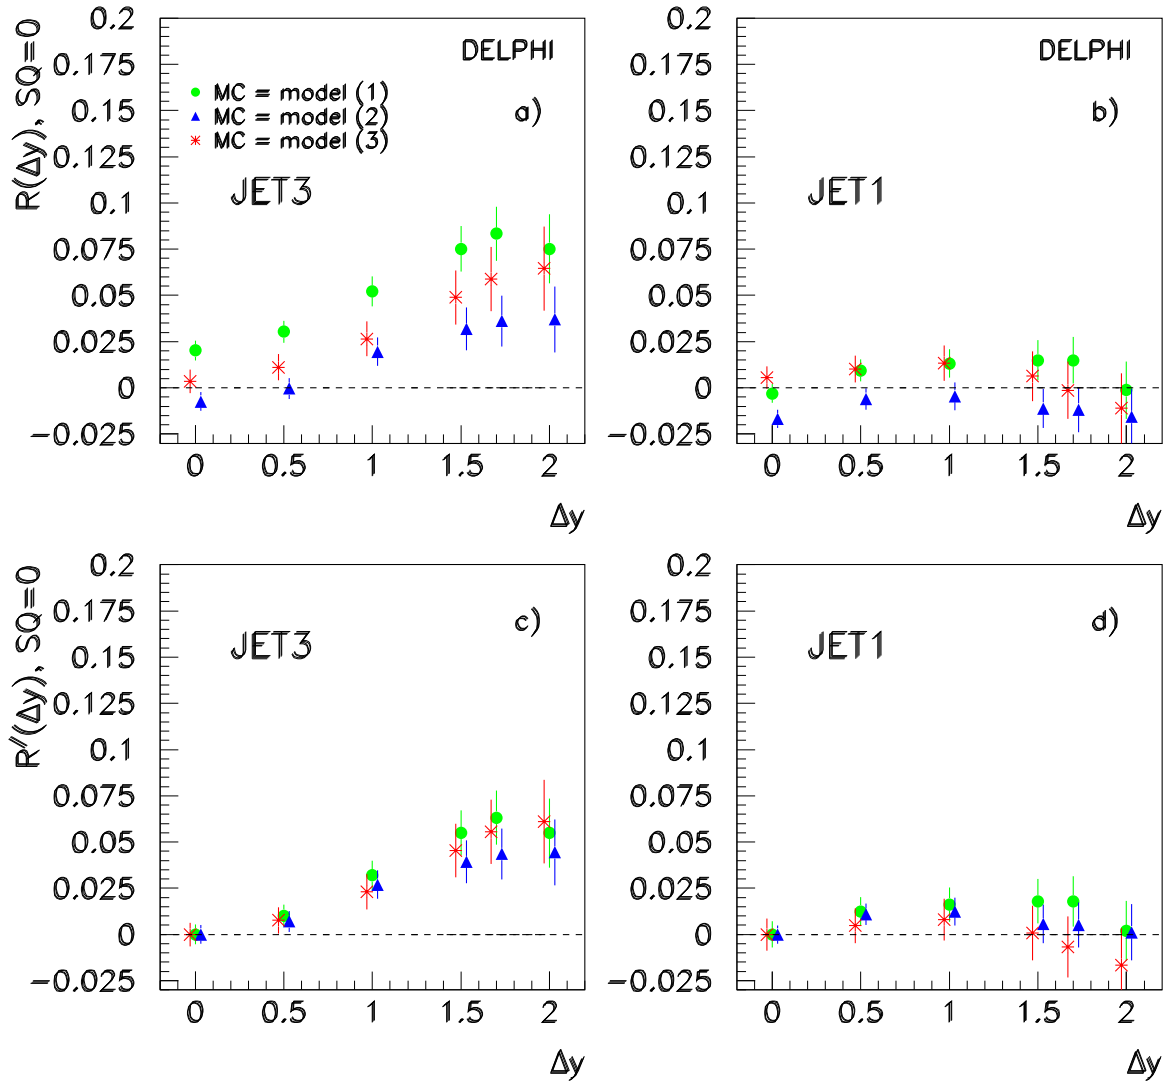 R(Δy), SQ=0
0.2
0.175
0.15
0.125
0.1
0.075
0.05
0.025
0
−0.025
DELPHI
MC = model (1)
MC = model (2)
MC = model (3)
a)
JET3
0 0.5 1 1.5 2
Δy
0.2
0.175
0.15
0.125
0.1
0.075
0.05
0.025
0
−0.025
DELPHI
b)
JET1
0 0.5 1 1.5 2
Δy
R′(Δy), SQ=0
0.2
0.175
0.15
0.125
0.1
0.075
0.05
0.025
0
−0.025
c)
JET3
0 0.5 1 1.5 2
Δy
0.2
0.175
0.15
0.125
0.1
0.075
0.05
0.025
0
−0.025
d)
JET1
0 0.5 1 1.5 2
Δy